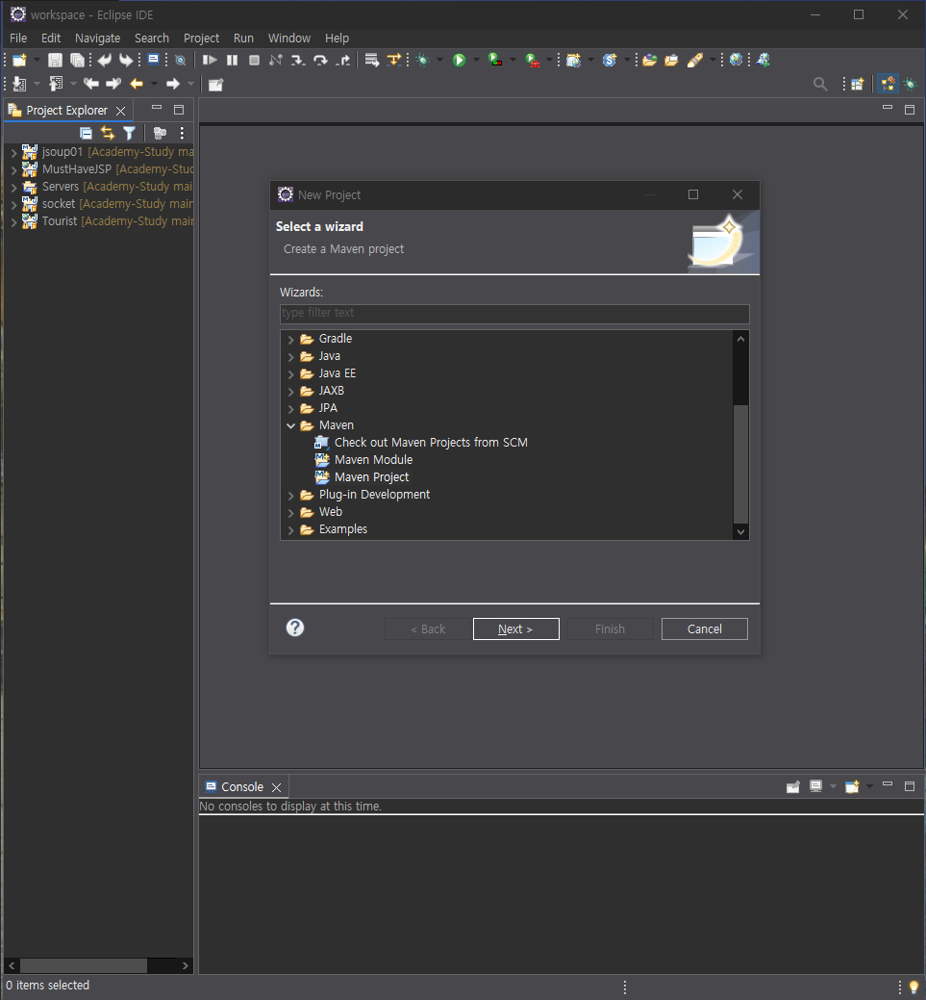 workspace - Eclipse IDE
File Edit Navigate Search Project Run Window Help
Project Explorer
jsoup01 [Academy-Study ma
MustHaveJSP [Academy-Stud
Servers [Academy-Study mai
socket [Academy-Study main
Tourist [Academy-Study main
New Project
Select a wizard
Create a Maven project
Wizards:
type filter text
Gradle
Java
Java EE
JAXB
JPA
Maven
Check out Maven Projects from SCM
Maven Module
Maven Project
Plug-in Development
Web
Examples
< Back Next > Finish Cancel
Console
No consoles to display at this time.
0 items selected